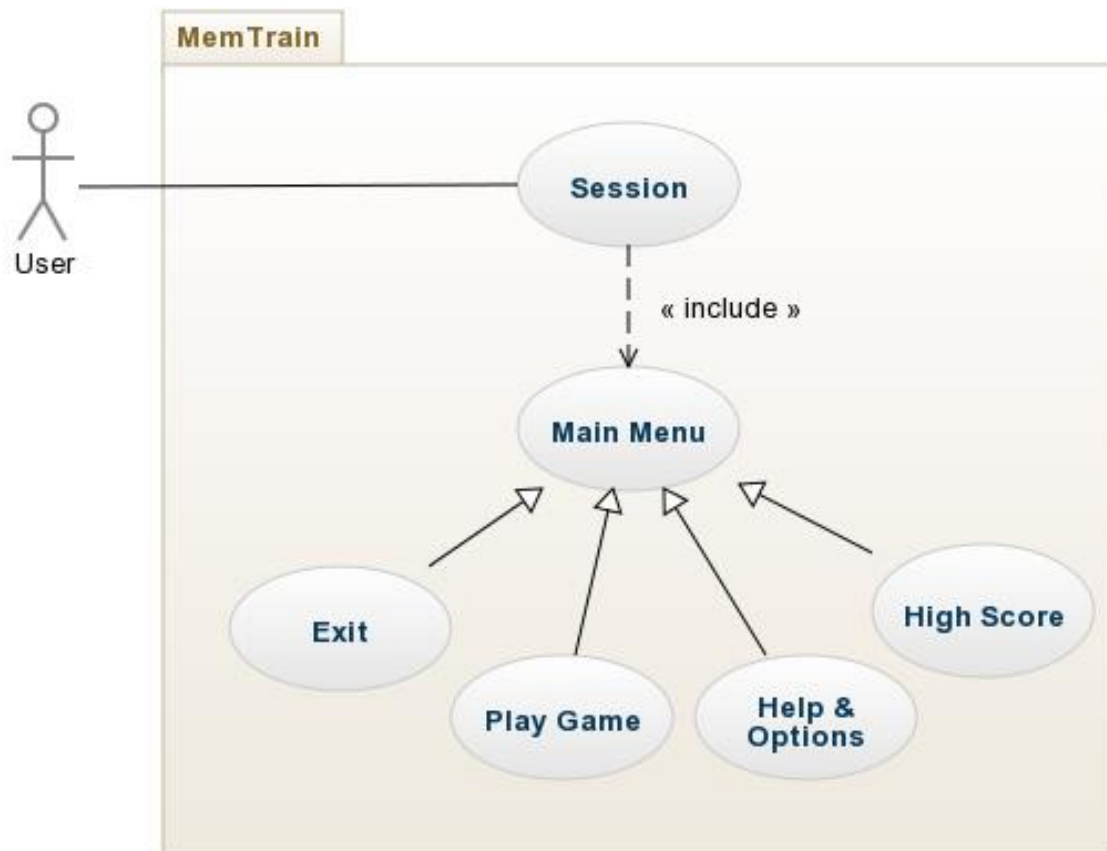 MemTrain
Session
User
« include »
Main Menu
Exit
High Score
Play Game
Help &
Options